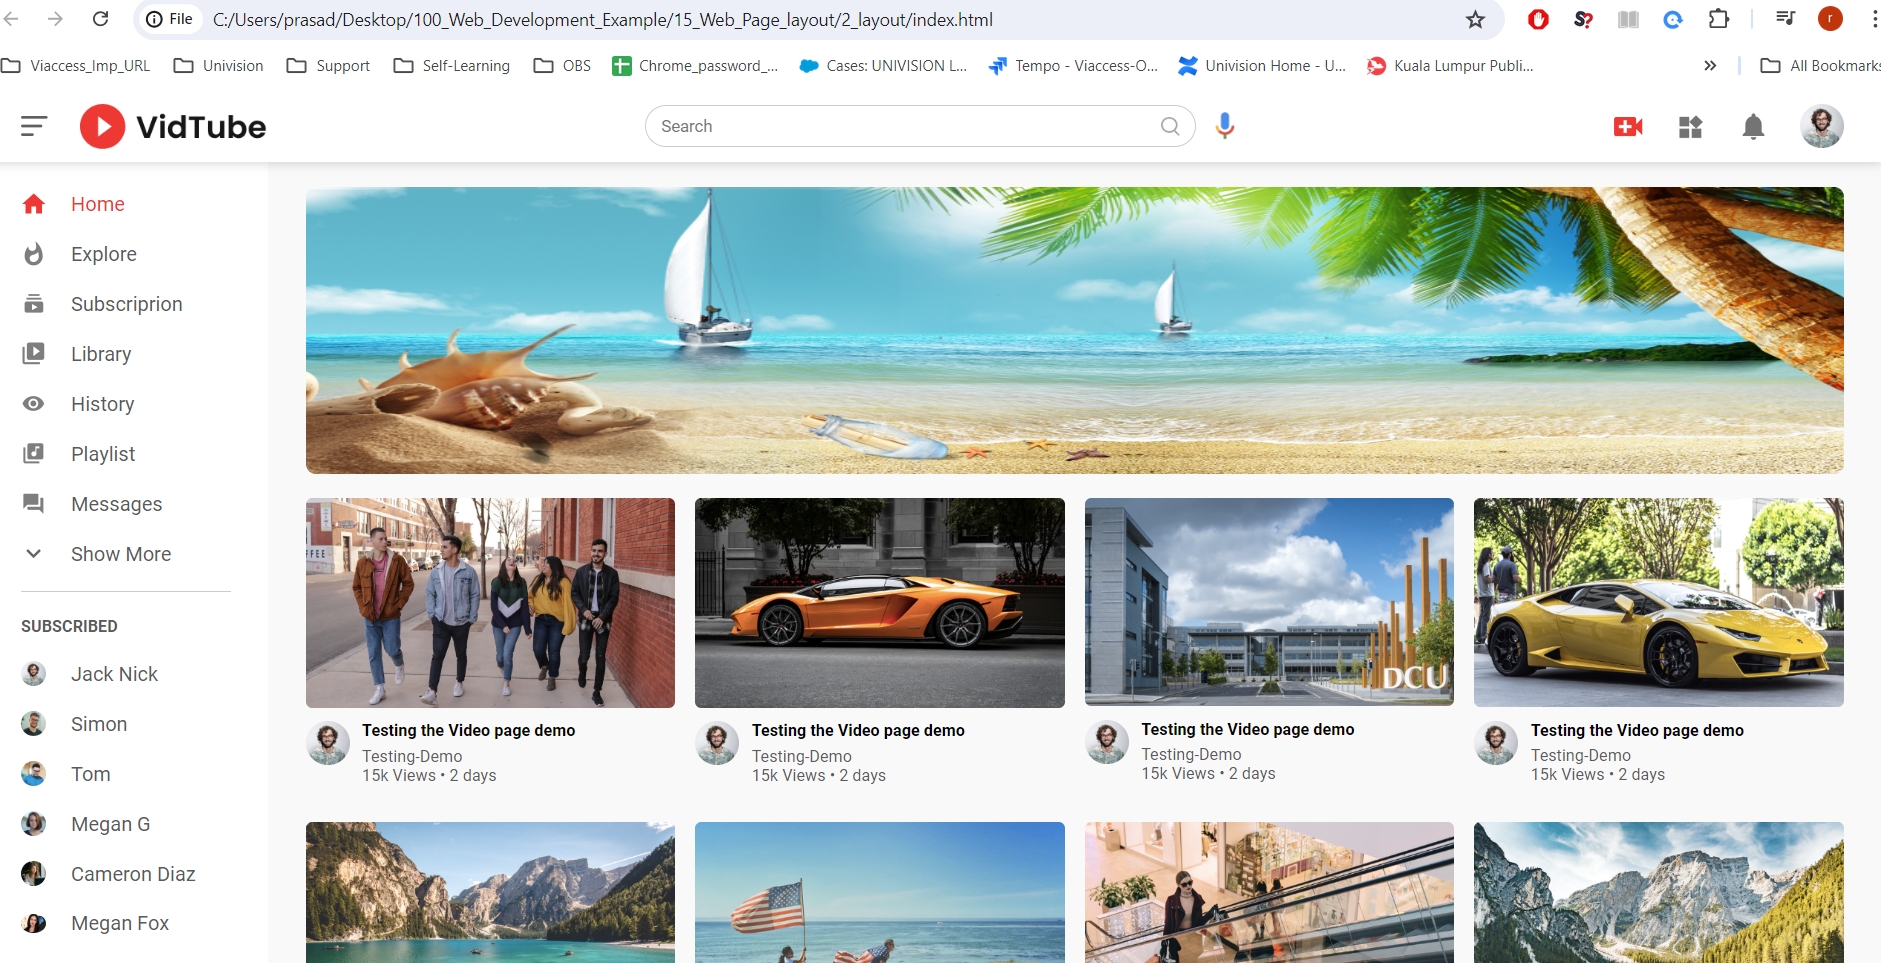 File C:/Users/prasad/Desktop/100_Web_Development_Example/15_Web_Page_layout/2_layout/index.html r
Viaccess_Imp_URL Univision Support Self-Learning OBS Chrome_password_... Cases: UNIVISION L... Tempo - Viaccess-O... Univision Home - U... Kuala Lumpur Publi... » All Bookmarks
VidTube Search
Home
Explore
Subscriprion
Library
History
Playlist
Messages
Show More
SUBSCRIBED
Jack Nick
Simon
Tom
Megan G
Cameron Diaz
Megan Fox
FFEE
DCU
Testing the Video page demo
Testing-Demo
15k Views • 2 days
Testing the Video page demo
Testing-Demo
15k Views • 2 days
Testing the Video page demo
Testing-Demo
15k Views • 2 days
Testing the Video page demo
Testing-Demo
15k Views • 2 days